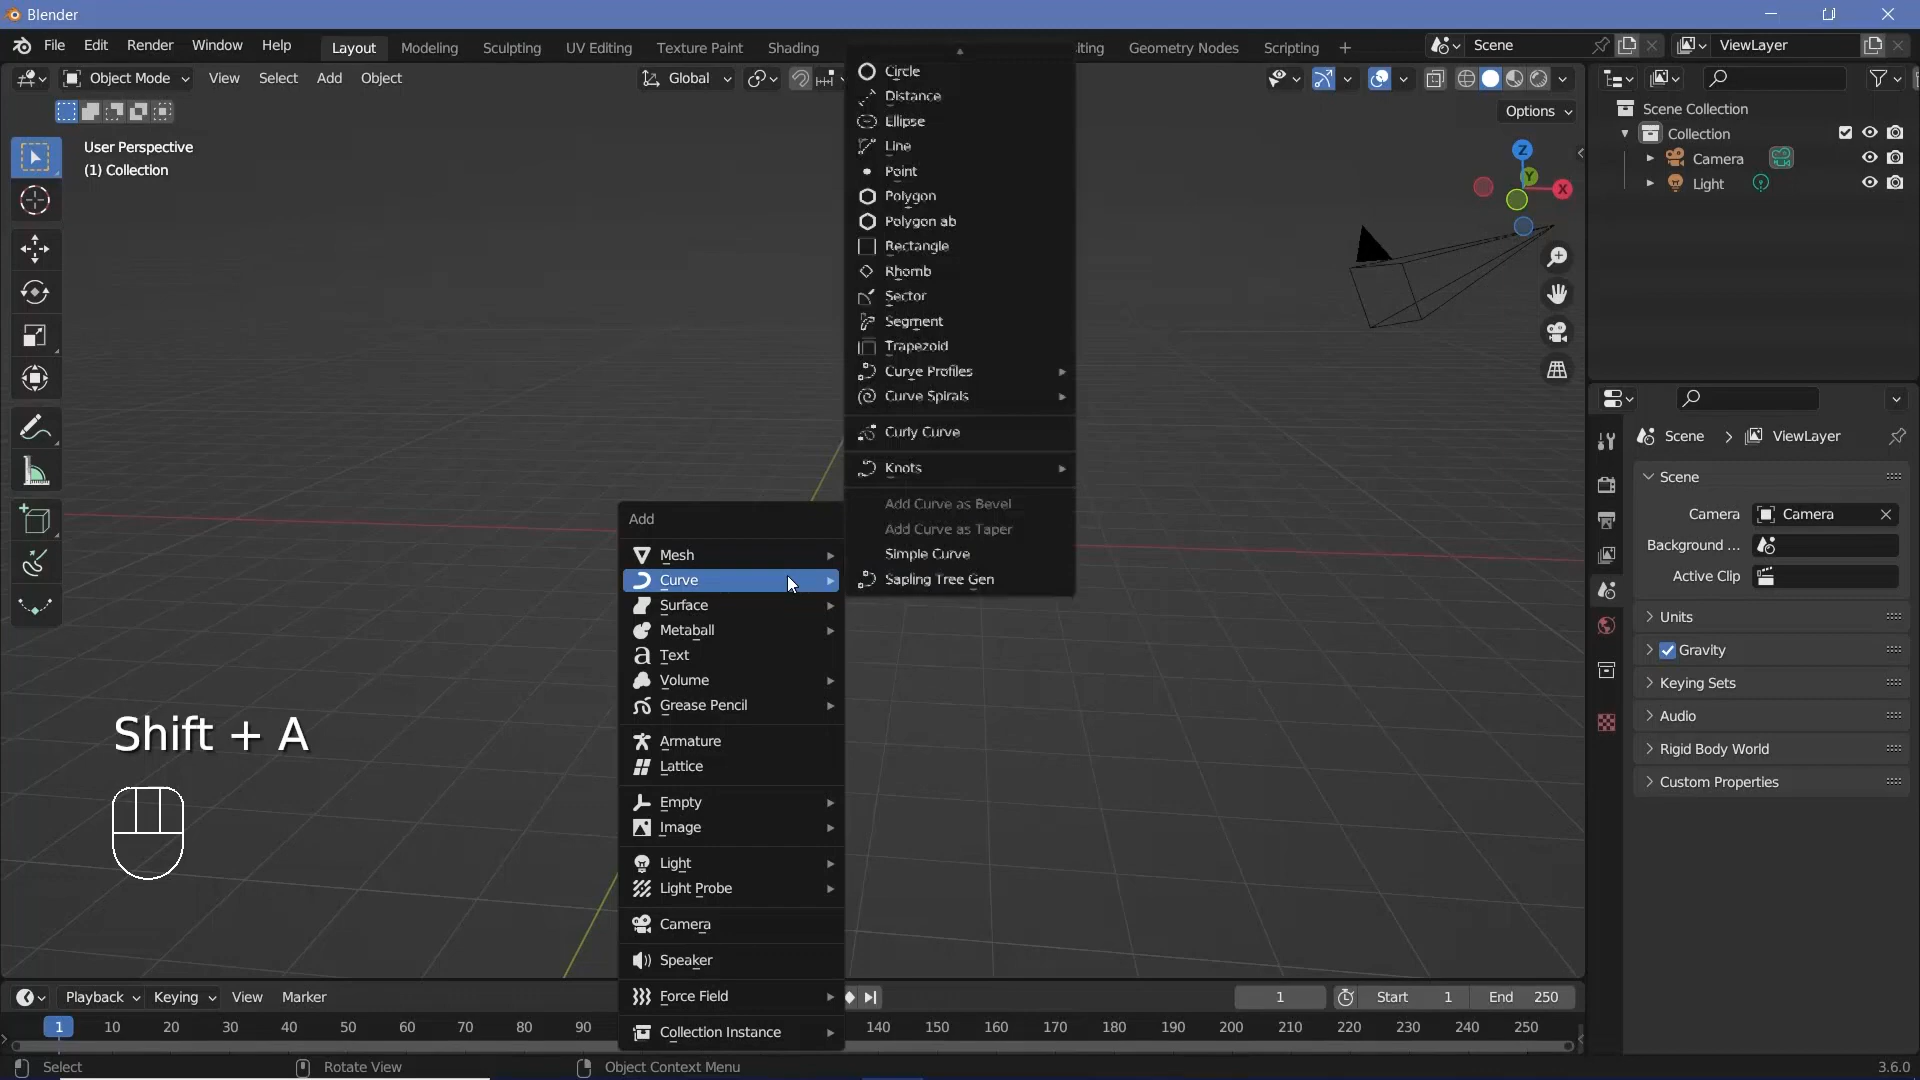 Blender
File Edit Render Window Help Layout Modeling Sculpting UV Editing Texture Paint Shading iting Geometry Nodes Scripting + Scene ViewLayer
Object Mode View Select Add Object Global
Options
User Perspective
(1) Collection
Z
Y
X
Scene Collection
Collection
Camera
Light
Circle
Distance
Ellipse
Line
Point
Polygon
Polygon ab
Rectangle
Rhomb
Sector
Segment
Trapezoid
Curve Profiles
Curve Spirals
Curly Curve
Knots
Add Curve as Bevel
Add Curve as Taper
Simple Curve
Sapling Tree Gen
Add
Mesh
Curve
Surface
Metaball
Text
Volume
Grease Pencil
Armature
Lattice
Empty
Image
Light
Light Probe
Camera
Speaker
Force Field
Collection Instance
Shift + A
Scene > ViewLayer
Scene
Camera Camera
Background ...
Active Clip
Units
Gravity
Keying Sets
Audio
Rigid Body World
Custom Properties
Playback Keying View Marker 1 Start 1 End 250
1 10 20 30 40 50 60 70 80 90 140 150 160 170 180 190 200 210 220 230 240 250
Select Rotate View Object Context Menu 3.6.0